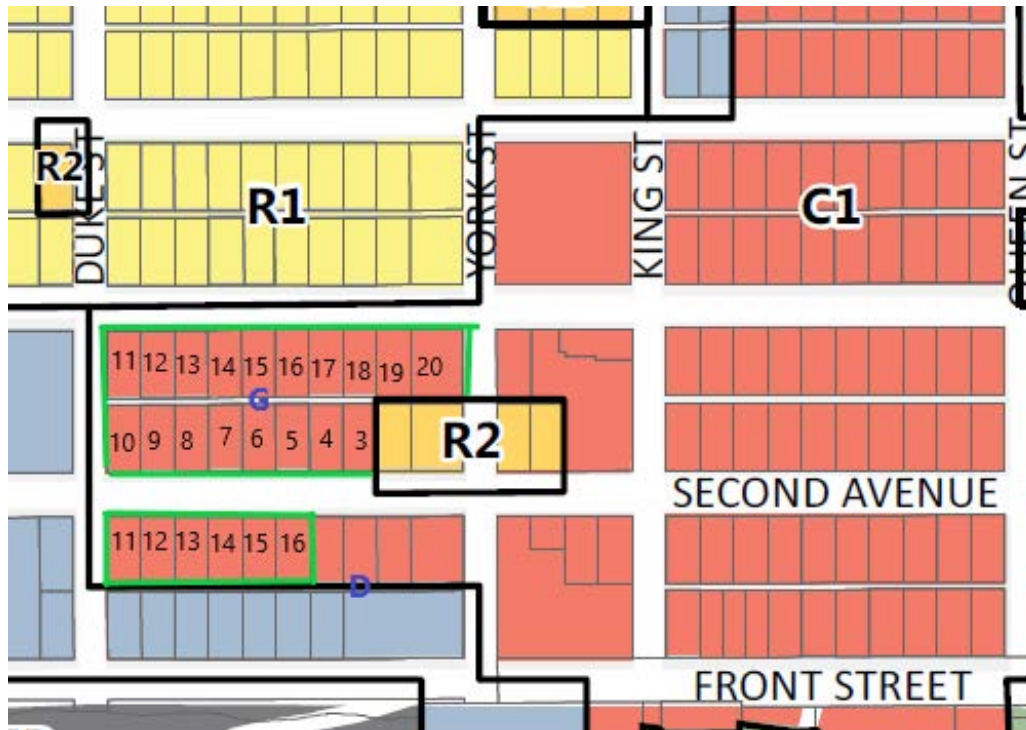 R2
DUKE ST
R1
YORK ST
KING ST
C1
QUEEN ST
11 12 13 14 15 16 17 18 19 20
G
10 9 8 7 6 5 4 3
R2
SECOND AVENUE
11 12 13 14 15 16
D
FRONT STREET